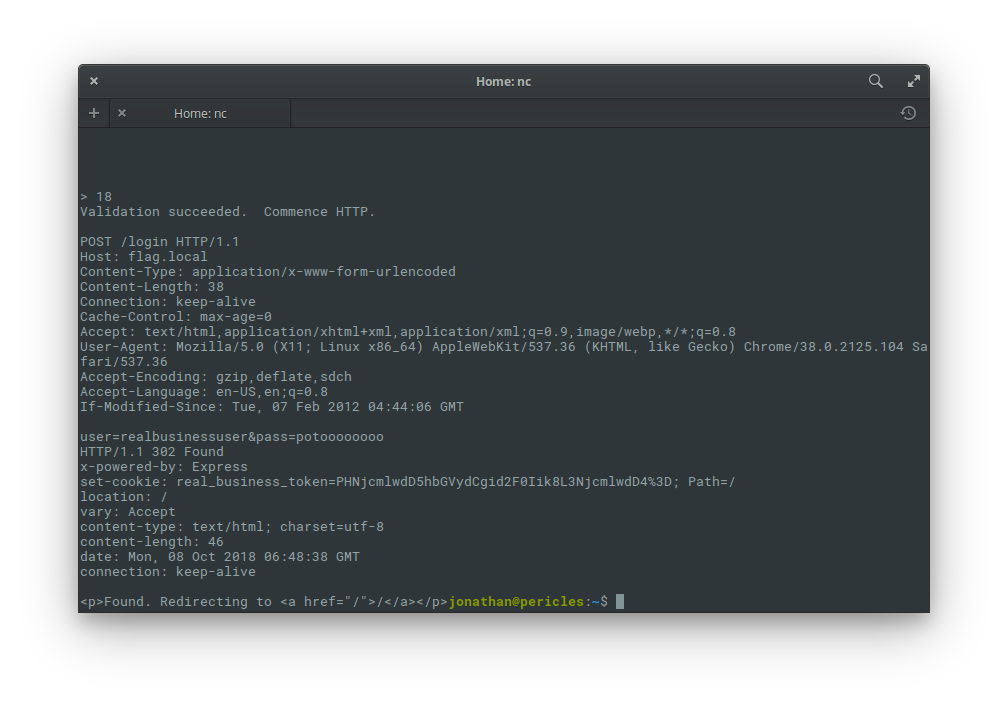 Home: nc
Home: nc
> 18
Validation succeeded.  Commence HTTP.
POST /login HTTP/1.1
Host: flag.local
Content-Type: application/x-www-form-urlencoded
Content-Length: 38
Connection: keep-alive
Cache-Control: max-age=0
Accept: text/html,application/xhtml+xml,application/xml;q=0.9,image/webp,*/*;q=0.8
User-Agent: Mozilla/5.0 (X11; Linux x86_64) AppleWebKit/537.36 (KHTML, like Gecko) Chrome/38.0.2125.104 Sa
fari/537.36
Accept-Encoding: gzip,deflate,sdch
Accept-Language: en-US,en;q=0.8
If-Modified-Since: Tue, 07 Feb 2012 04:44:06 GMT
user=realbusinessuser&pass=potoooooooo
HTTP/1.1 302 Found
x-powered-by: Express
set-cookie: real_business_token=PHNjcmlwdD5hbGVydCgid2F0Iik8L3NjcmlwdD4%3D; Path=/
location: /
vary: Accept
content-type: text/html; charset=utf-8
content-length: 46
date: Mon, 08 Oct 2018 06:48:38 GMT
connection: keep-alive
<p>Found. Redirecting to <a href="/">/</a></p>jonathan@pericles:~$